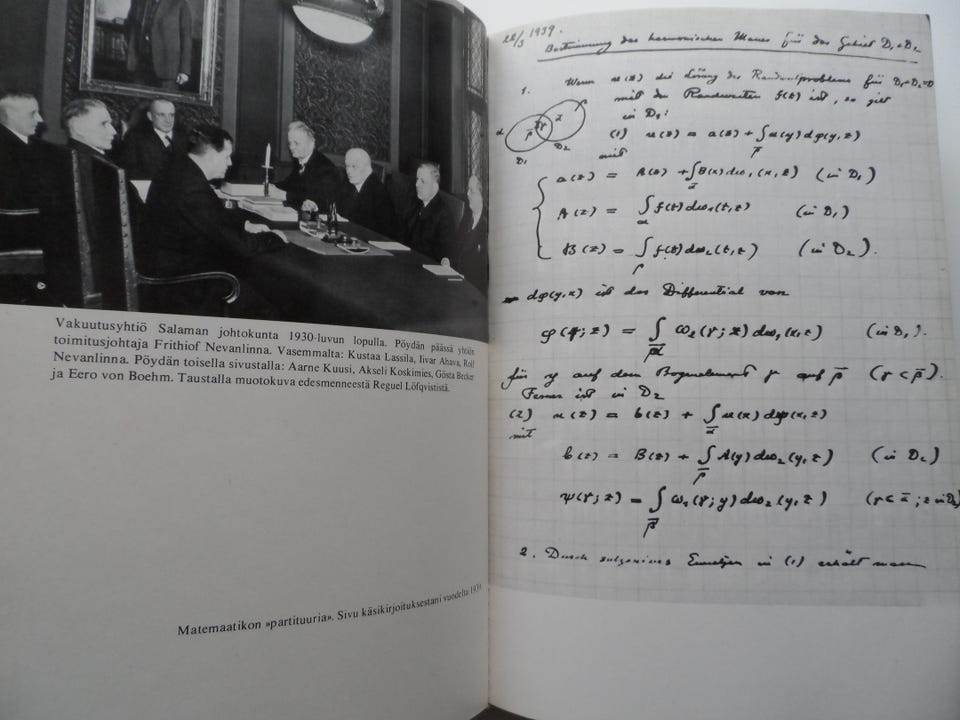 Vakuutusyhtiö Salaman johtokunta 1930-luvun lopulla. Pöydän päässä yhtiön
toimitusjohtaja Frithiof Nevanlinna. Vasemmalta: Kustaa Lassila, Iivar Ahava, Rolf
Nevanlinna. Pöydän toisella sivustalla: Aarne Kuusi, Akseli Koskimies, Gösta Becker
ja Eero von Boehm. Taustalla muotokuva edesmenneestä Reguel Löfqvististä.
Matemaatikon »partituuria». Sivu käsikirjoituksestani vuodelta 1939
22/3 1939.
Bestimmung des harmonischen Masses für das Gebiet D₁+D₂
1. Wenn u(z) die Lösung des Randwertproblems für D₁+D₂=D
mit den Randwerten f(z) ist, so gilt
in D₁:
α β α D₁ D₂
(1) u(z) = a(z) + ∫ u(y) dφ(y,z)
mit
a(z) = A(z) + ∫ B(x) dω₁(x,z) (in D₁)
A(z) = ∫ f(t) dω₁(t,z) (in D₁)
B(z) = ∫ f(t) dω₂(t,z) (in D₂).
dφ(y,z) ist das Differential von
φ(γ;z) = ∫ ω₂(γ;x) dω₁(x,z) (in D₁).
für y auf dem Bogenelement γ auf β̄ (γ⊂β̄).
Ferner ist in D₂
(2) u(z) = b(z) + ∫ u(x) dψ(x,z)
mit
b(z) = B(z) + ∫ A(y) dω₂(y,z) (in D₂)
ψ(γ;z) = ∫ ω₁(γ;y) dω₂(y,z) (γ⊂ᾱ; z in D₂)
2. Durch Einsetzen in (1) erhält man